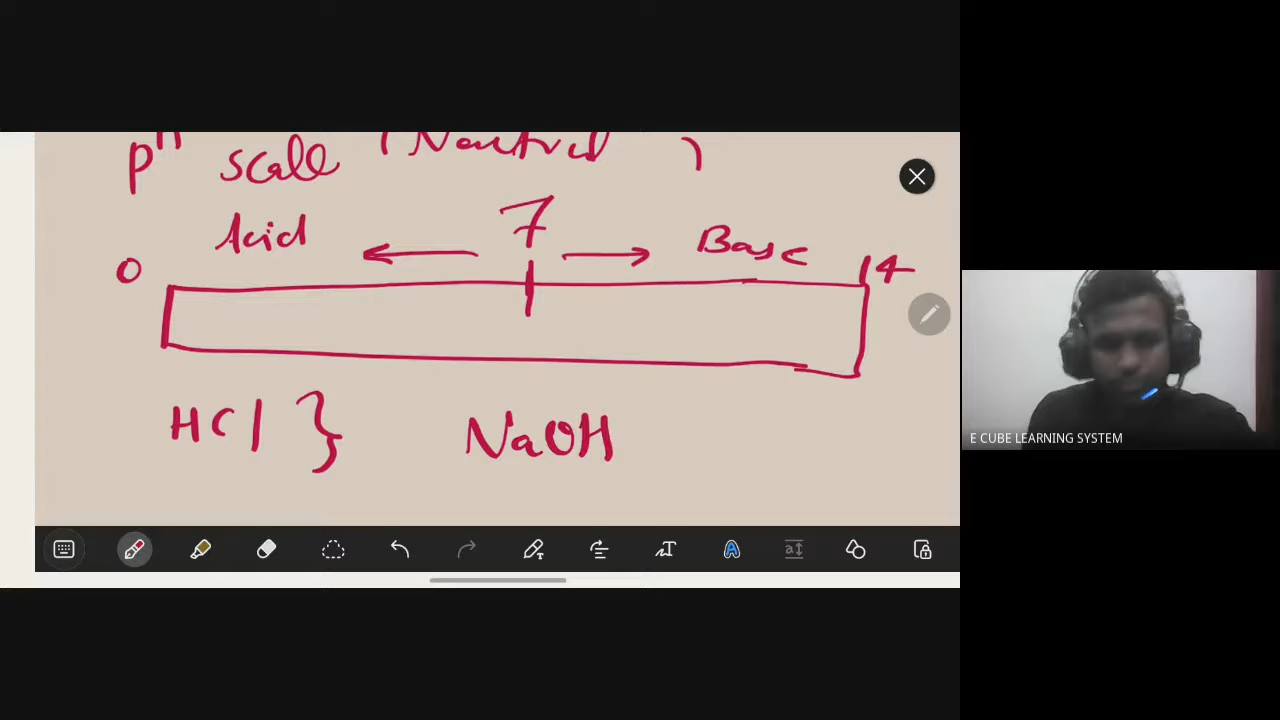 pH scale (Neutral)
Acid ← 7 → Base
0 14
HCl } NaOH
E CUBE LEARNING SYSTEM